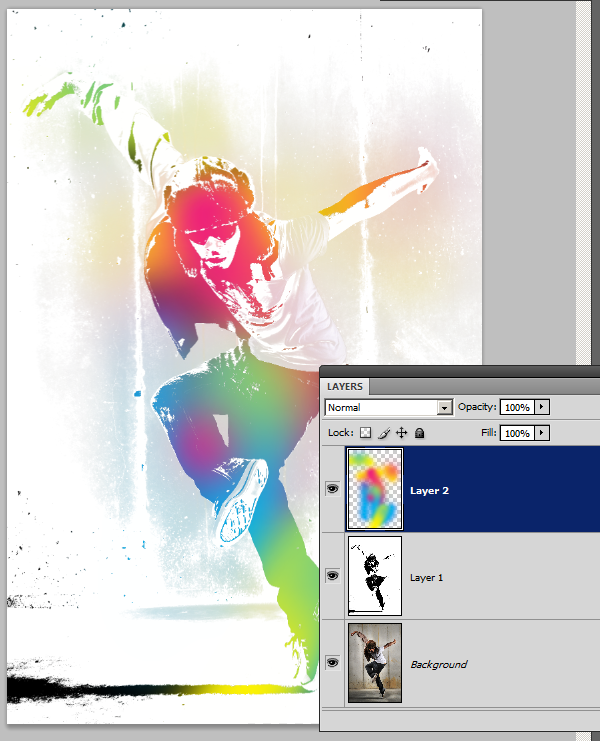 LAYERS
Normal Opacity: 100%
Lock: Fill: 100%
Layer 2
Layer 1
Background